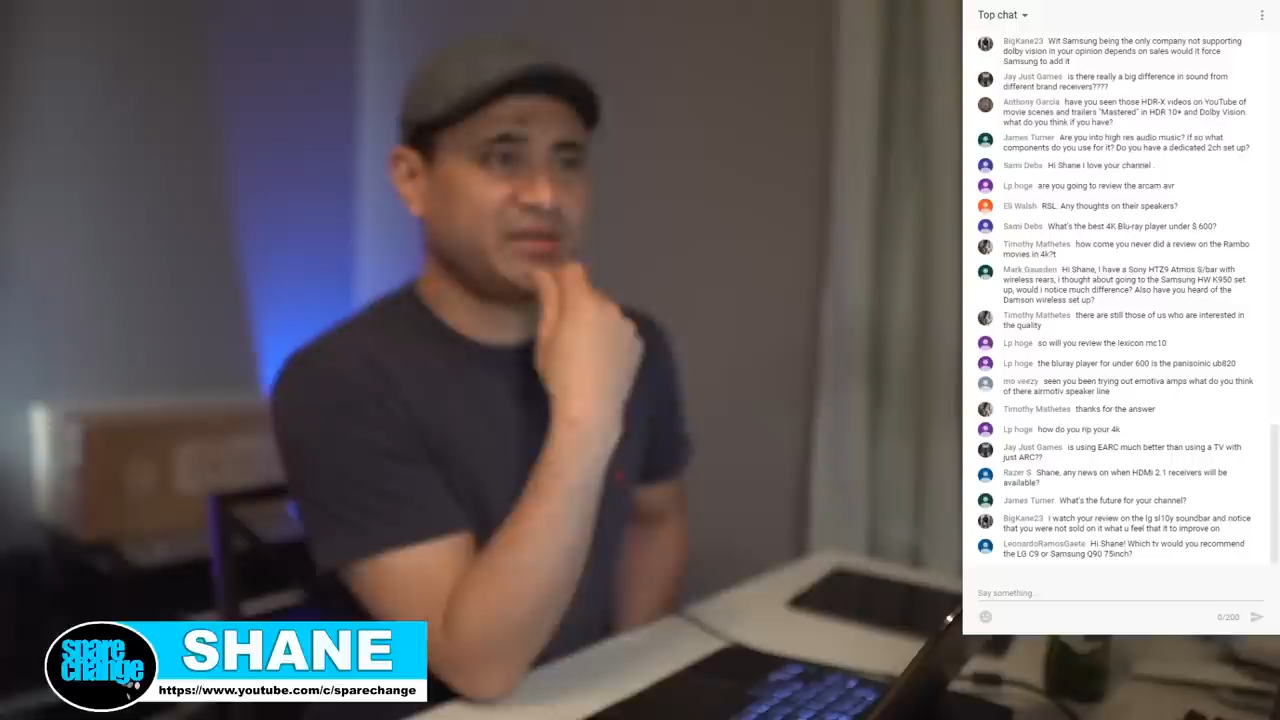 Top chat
BigKane23 Wit Samsung being the only company not supporting
dolby vision in your opinion depends on sales would it force
Samsung to add it
Jay Just Games is there really a big difference in sound from
different brand receivers????
Anthony Garcia have you seen those HDR-X videos on YouTube of
movie scenes and trailers "Mastered" in HDR 10+ and Dolby Vision.
what do you think if you have?
James Turner Are you into high res audio music? If so what
components do you use for it? Do you have a dedicated 2ch set up?
Sami Debs Hi Shane I love your channel .
Lp hoge are you going to review the arcam avr
Eli Walsh RSL. Any thoughts on their speakers?
Sami Debs What's the best 4K Blu-ray player under $ 600?
Timothy Mathetes how come you never did a review on the Rambo
movies in 4k?t
Mark Gausden Hi Shane, I have a Sony HTZ9 Atmos S/bar with
wireless rears, i thought about going to the Samsung HW K950 set
up, would i notice much difference? Also have you heard of the
Damson wireless set up?
Timothy Mathetes there are still those of us who are interested in
the quality
Lp hoge so will you review the lexicon mc10
Lp hoge the bluray player for under 600 is the panisoinic ub820
mo veezy seen you been trying out emotiva amps what do you think
of there airmotiv speaker line
Timothy Mathetes thanks for the answer
Lp hoge how do you rip your 4k
Jay Just Games is using EARC much better than using a TV with
just ARC??
Razer S Shane, any news on when HDMI 2.1 receivers will be
available?
James Turner What's the future for your channel?
BigKane23 I watch your review on the lg sl10y soundbar and notice
that you were not sold on it what u feel that it to improve on
LeonardoRamosGaete Hi Shane! Which tv would you recommend
the LG C9 or Samsung Q90 75inch?
Say something...
0/200
spare
change
SHANE
https://www.youtube.com/c/sparechange